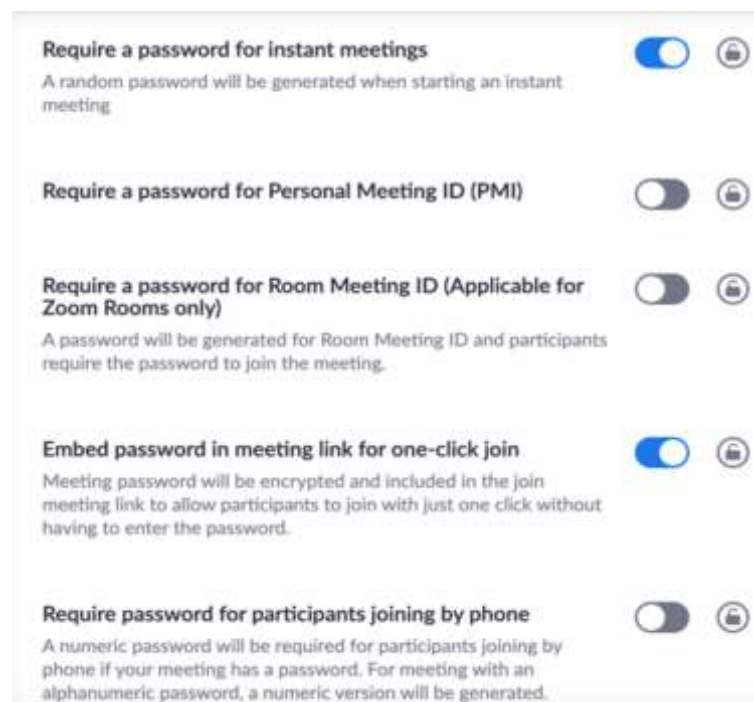 Require a password for instant meetings
A random password will be generated when starting an instant
meeting
Require a password for Personal Meeting ID (PMI)
Require a password for Room Meeting ID (Applicable for
Zoom Rooms only)
A password will be generated for Room Meeting ID and participants
require the password to join the meeting.
Embed password in meeting link for one-click join
Meeting password will be encrypted and included in the join
meeting link to allow participants to join with just one click without
having to enter the password.
Require password for participants joining by phone
A numeric password will be required for participants joining by
phone if your meeting has a password. For meeting with an
alphanumeric password, a numeric version will be generated.